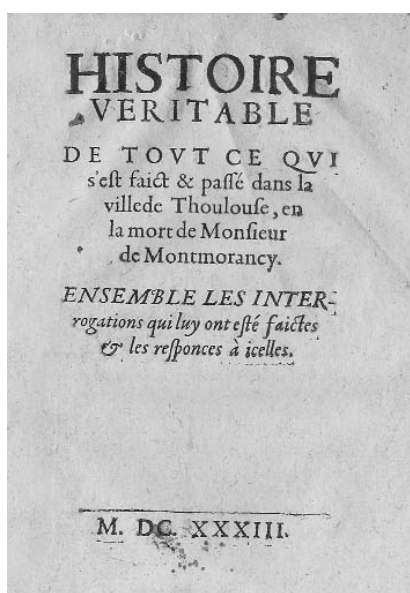 HISTOIRE
VERITABLE
DE TOVT CE QVI
s'eſt faict & paſſé dans la
villede Thoulouſe, en
la mort de Monſieur
de Montmorancy.
ENSEMBLE LES INTER-
rogations qui luy ont eſté faictes
& les reſponces à icelles.
M. DC. XXXIII.